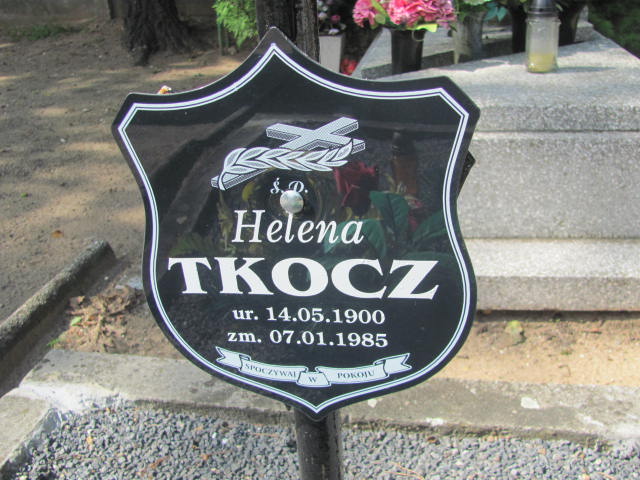 Ś.P.
Helena
TKOCZ
ur. 14.05.1900
zm. 07.01.1985
SPOCZYWAJ W POKOJU